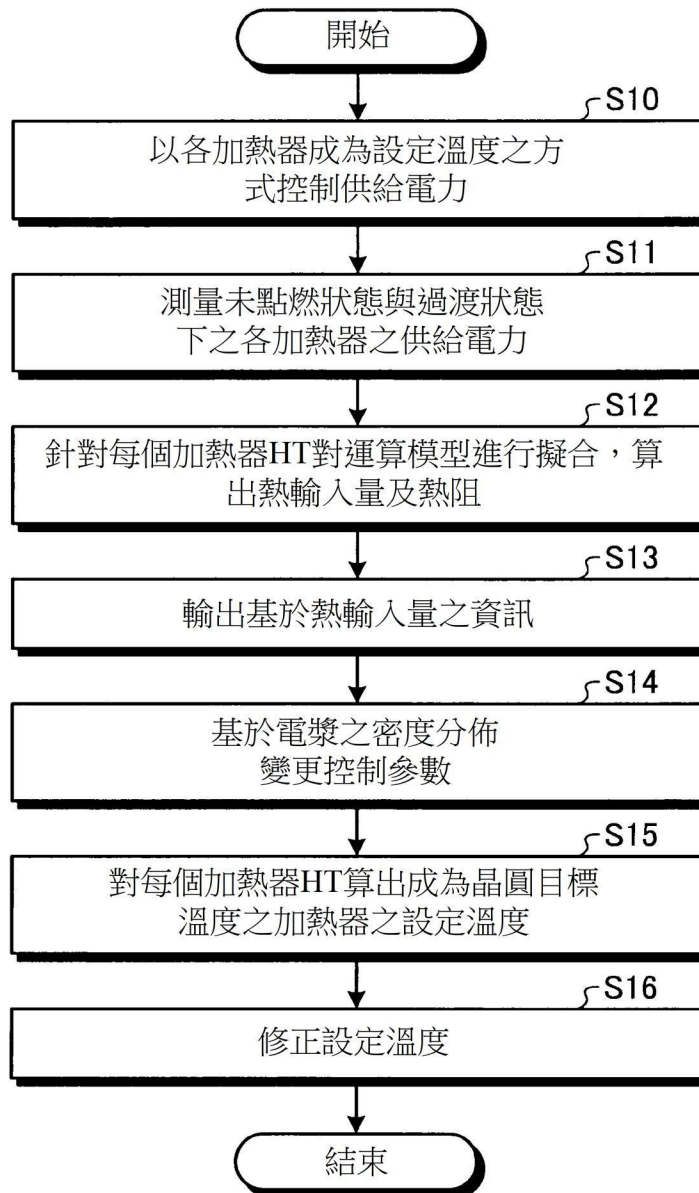 開始
S10
以各加熱器成為設定溫度之方
式控制供給電力
S11
測量未點燃狀態與過渡狀態
下之各加熱器之供給電力
S12
針對每個加熱器HT對運算模型進行擬合，算
出熱輸入量及熱阻
S13
輸出基於熱輸入量之資訊
S14
基於電漿之密度分佈
變更控制參數
S15
對每個加熱器HT算出成為晶圓目標
溫度之加熱器之設定溫度
S16
修正設定溫度
結束